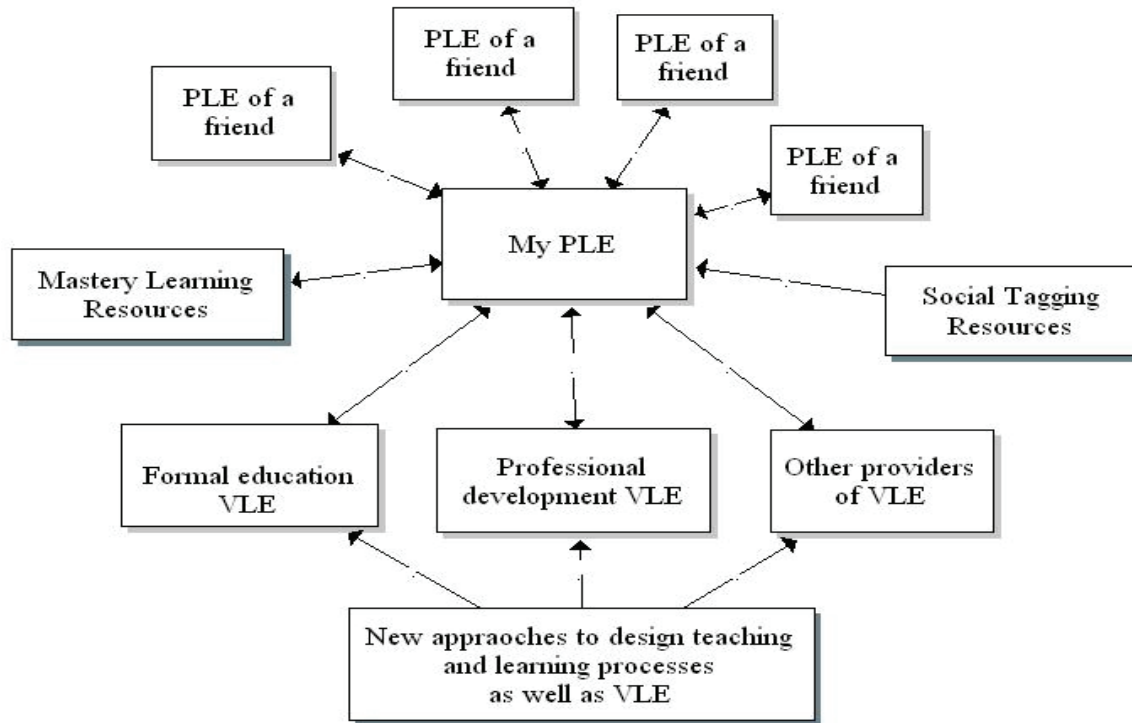 PLE of a
friend
PLE of a
friend
PLE of a
friend
PLE of a
friend
My PLE
Mastery Learning
Resources
Social Tagging
Resources
Formal education
VLE
Professional
development VLE
Other providers
of VLE
New appraoches to design teaching
and learning processes
as well as VLE